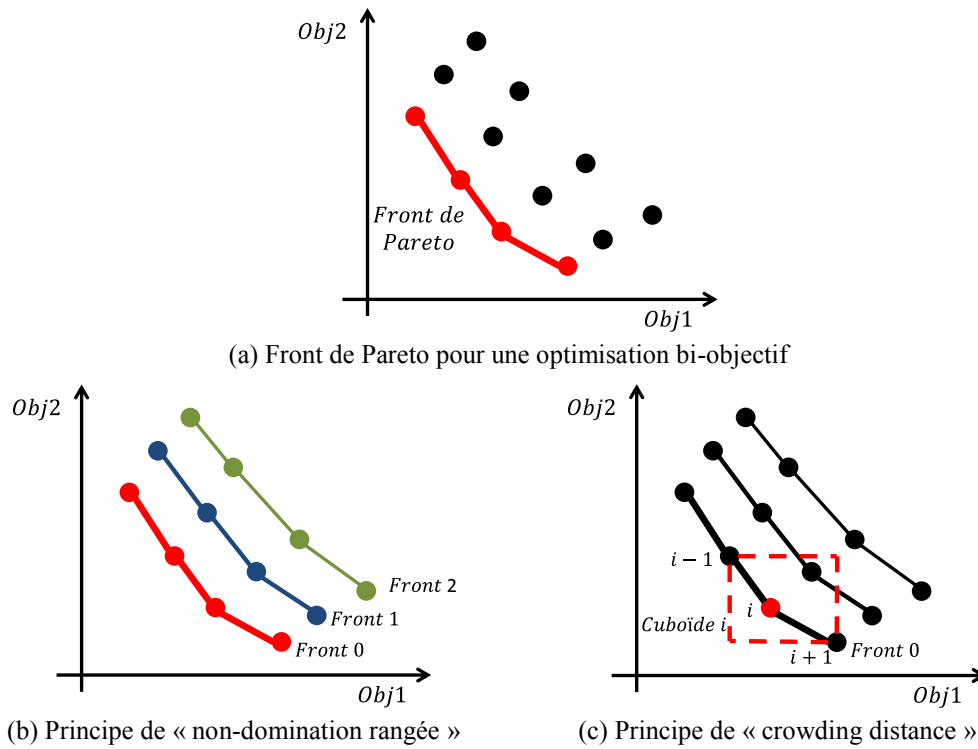 Obj2
Front de
Pareto
Obj1
(a) Front de Pareto pour une optimisation bi-objectif
Obj2
Front 2
Front 1
Front 0
Obj1
(b) Principe de « non-domination rangée »
Obj2
i − 1
i
Cuboïde i
i + 1
Front 0
Obj1
(c) Principe de « crowding distance »